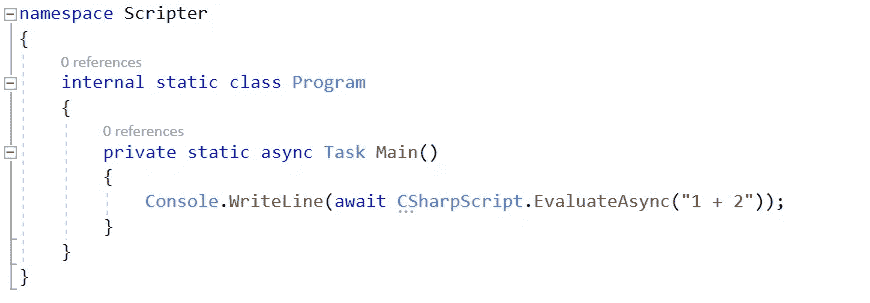 namespace Scripter
{
0 references
internal static class Program
{
0 references
private static async Task Main()
{
Console.WriteLine(await CSharpScript.EvaluateAsync("1 + 2"));
}
}
}